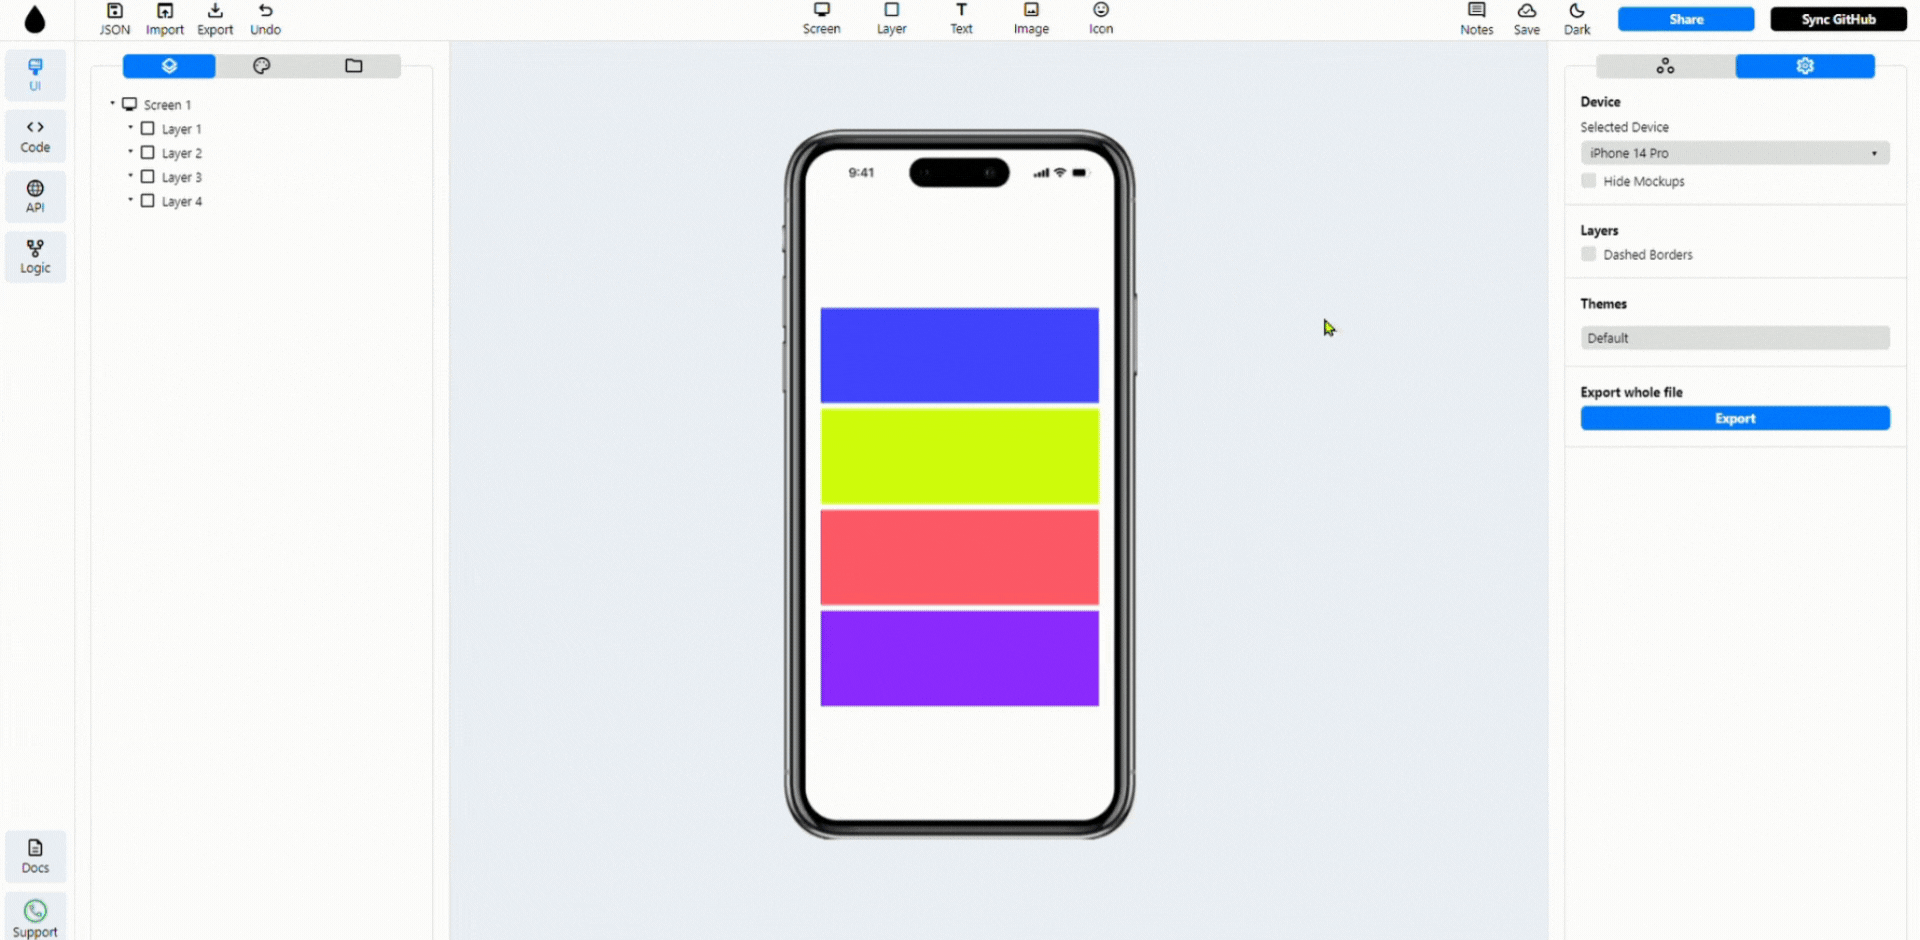 JSON
Import
Export
Undo
Screen
Layer
Text
Image
Icon
Notes
Save
Dark
Share
Sync GitHub
UI
Code
API
Logic
Docs
Support
Screen 1
Layer 1
Layer 2
Layer 3
Layer 4
9:41
Device
Selected Device
iPhone 14 Pro
Hide Mockups
Layers
Dashed Borders
Themes
Default
Export whole file
Export